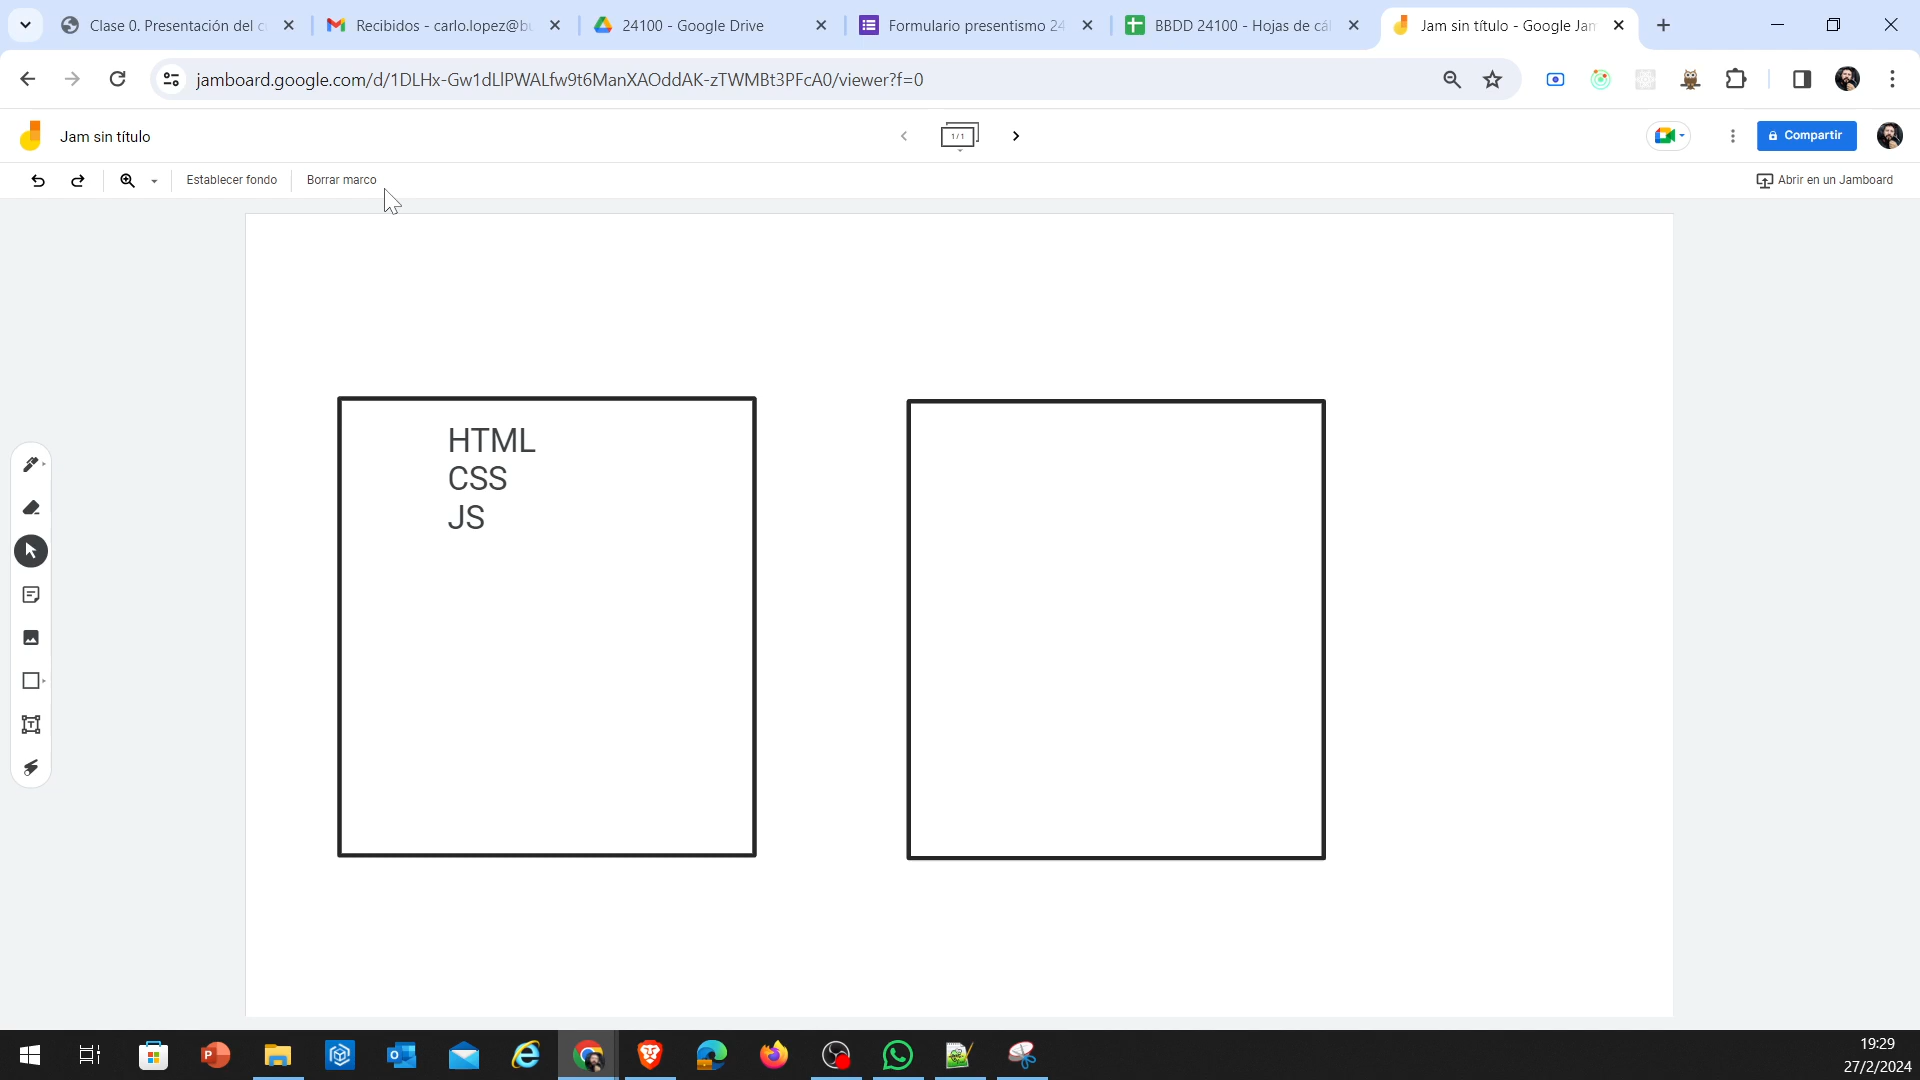 Clase 0. Presentación del c
Recibidos - carlo.lopez@b
24100 - Google Drive
Formulario presentismo 24
BBDD 24100 - Hojas de cál
Jam sin título - Google Jam
jamboard.google.com/d/1DLHx-Gw1dLlPWALfw9t6ManXAOddAK-zTWMBt3PFcA0/viewer?f=0
Jam sin título
1/1
Compartir
Establecer fondo
Borrar marco
Abrir en un Jamboard
HTML
CSS
JS
19:29
27/2/2024